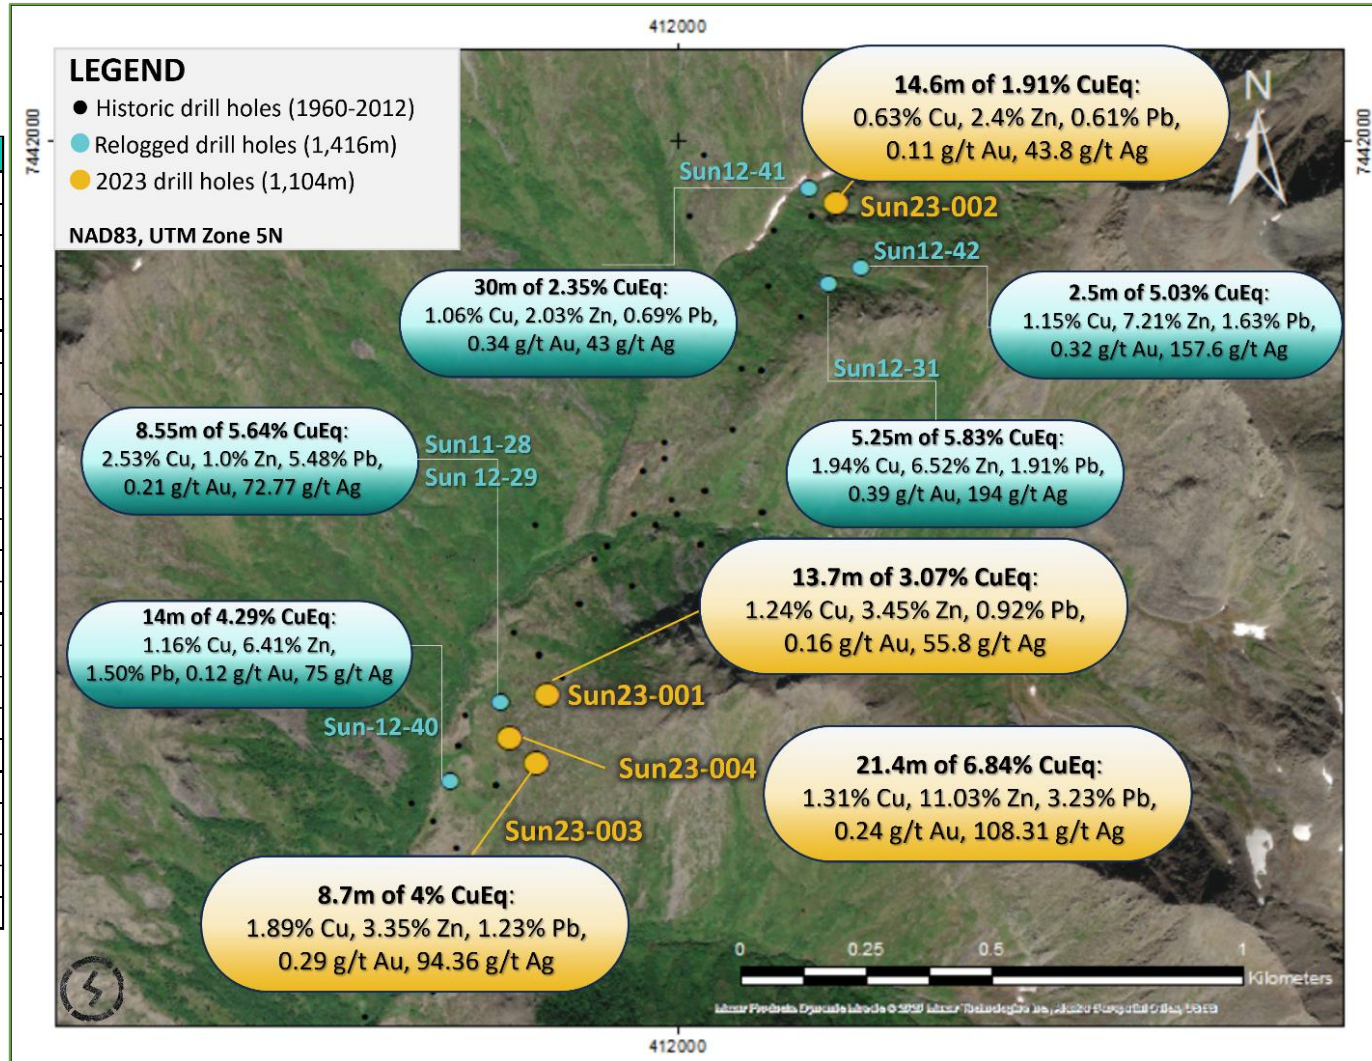 412000
LEGEND
Historic drill holes (1960-2012)
Relogged drill holes (1,416m)
2023 drill holes (1,104m)
NAD83, UTM Zone 5N
7442000
7442000
N
14.6m of 1.91% CuEq:
0.63% Cu, 2.4% Zn, 0.61% Pb,
0.11 g/t Au, 43.8 g/t Ag
Sun12-41
Sun23-002
Sun12-42
30m of 2.35% CuEq:
1.06% Cu, 2.03% Zn, 0.69% Pb,
0.34 g/t Au, 43 g/t Ag
2.5m of 5.03% CuEq:
1.15% Cu, 7.21% Zn, 1.63% Pb,
0.32 g/t Au, 157.6 g/t Ag
Sun12-31
8.55m of 5.64% CuEq:
2.53% Cu, 1.0% Zn, 5.48% Pb,
0.21 g/t Au, 72.77 g/t Ag
Sun11-28
Sun 12-29
5.25m of 5.83% CuEq:
1.94% Cu, 6.52% Zn, 1.91% Pb,
0.39 g/t Au, 194 g/t Ag
13.7m of 3.07% CuEq:
1.24% Cu, 3.45% Zn, 0.92% Pb,
0.16 g/t Au, 55.8 g/t Ag
14m of 4.29% CuEq:
1.16% Cu, 6.41% Zn,
1.50% Pb, 0.12 g/t Au, 75 g/t Ag
Sun23-001
Sun-12-40
Sun23-004
21.4m of 6.84% CuEq:
1.31% Cu, 11.03% Zn, 3.23% Pb,
0.24 g/t Au, 108.31 g/t Ag
Sun23-003
8.7m of 4% CuEq:
1.89% Cu, 3.35% Zn, 1.23% Pb,
0.29 g/t Au, 94.36 g/t Ag
0 0.25 0.5 1
Kilometers
412000